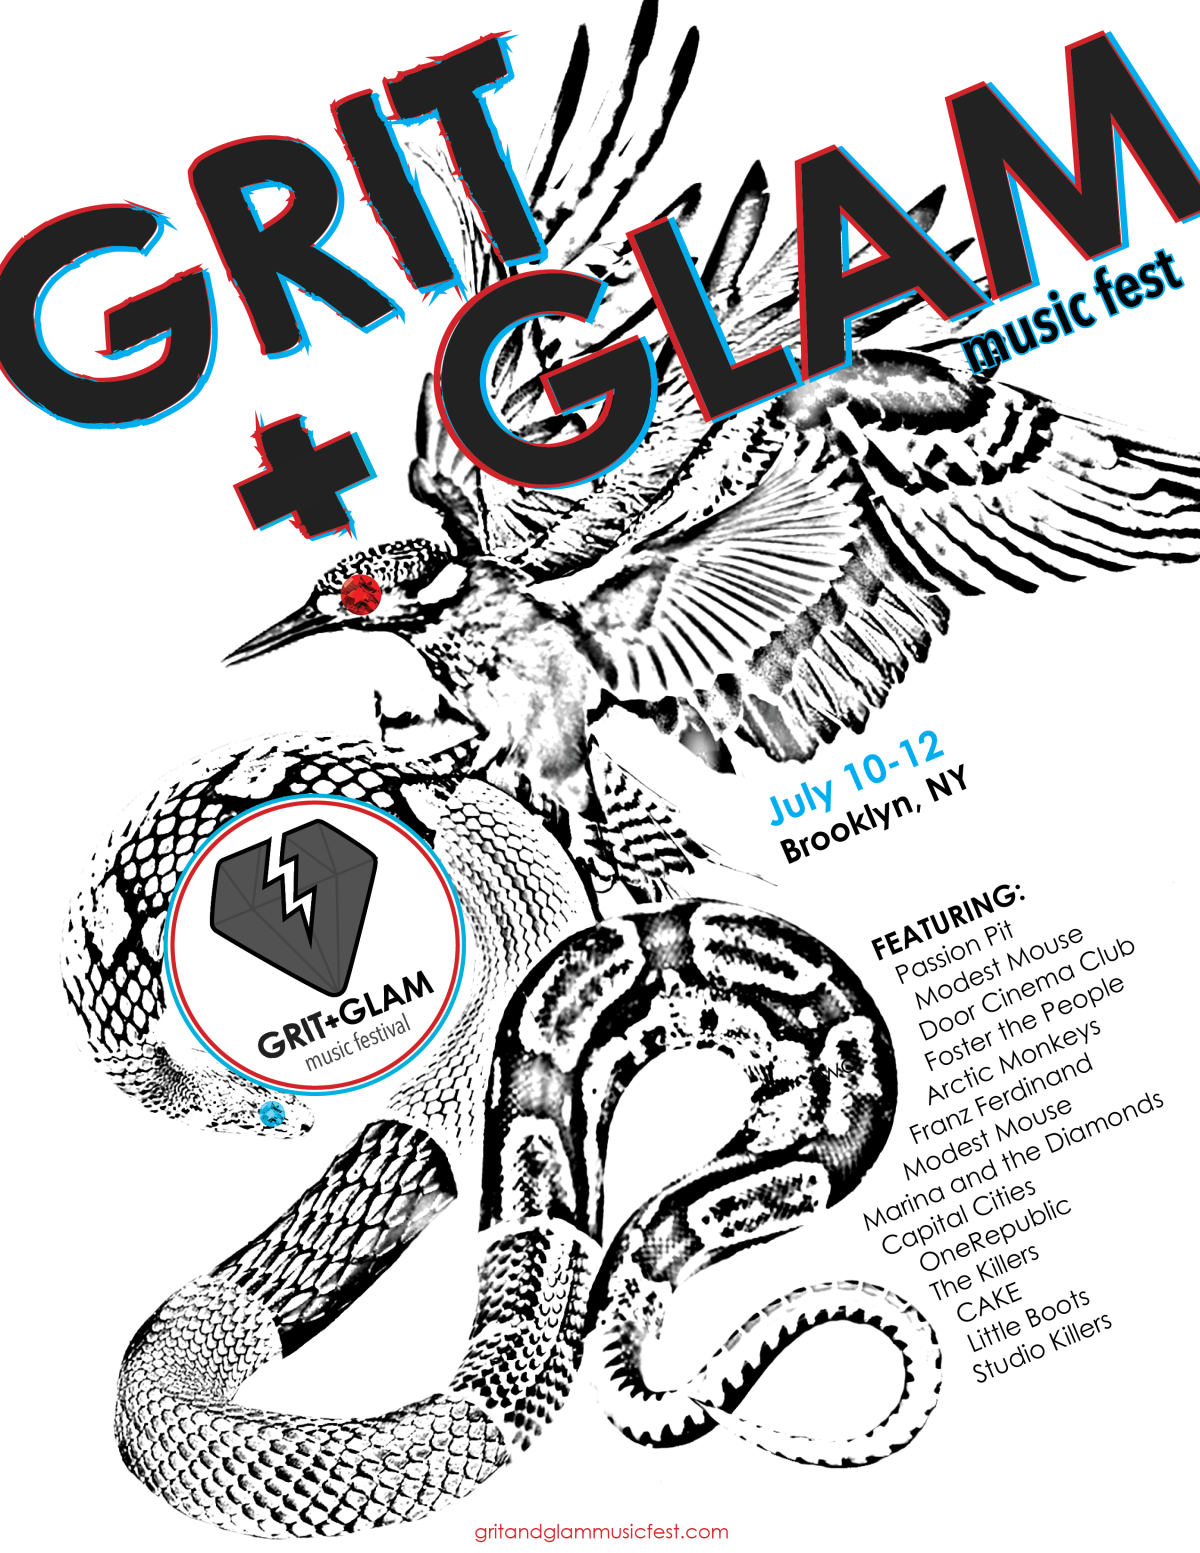 GRIT
+ GLAM
music fest
July 10-12
Brooklyn, NY
GRIT+GLAM
music festival
FEATURING:
Passion Pit
Modest Mouse
Door Cinema Club
Foster the People
Arctic Monkeys
Franz Ferdinand
Modest Mouse
Marina and the Diamonds
Capital Cities
OneRepublic
The Killers
CAKE
Little Boots
Studio Killers
gritandglammusicfest.com